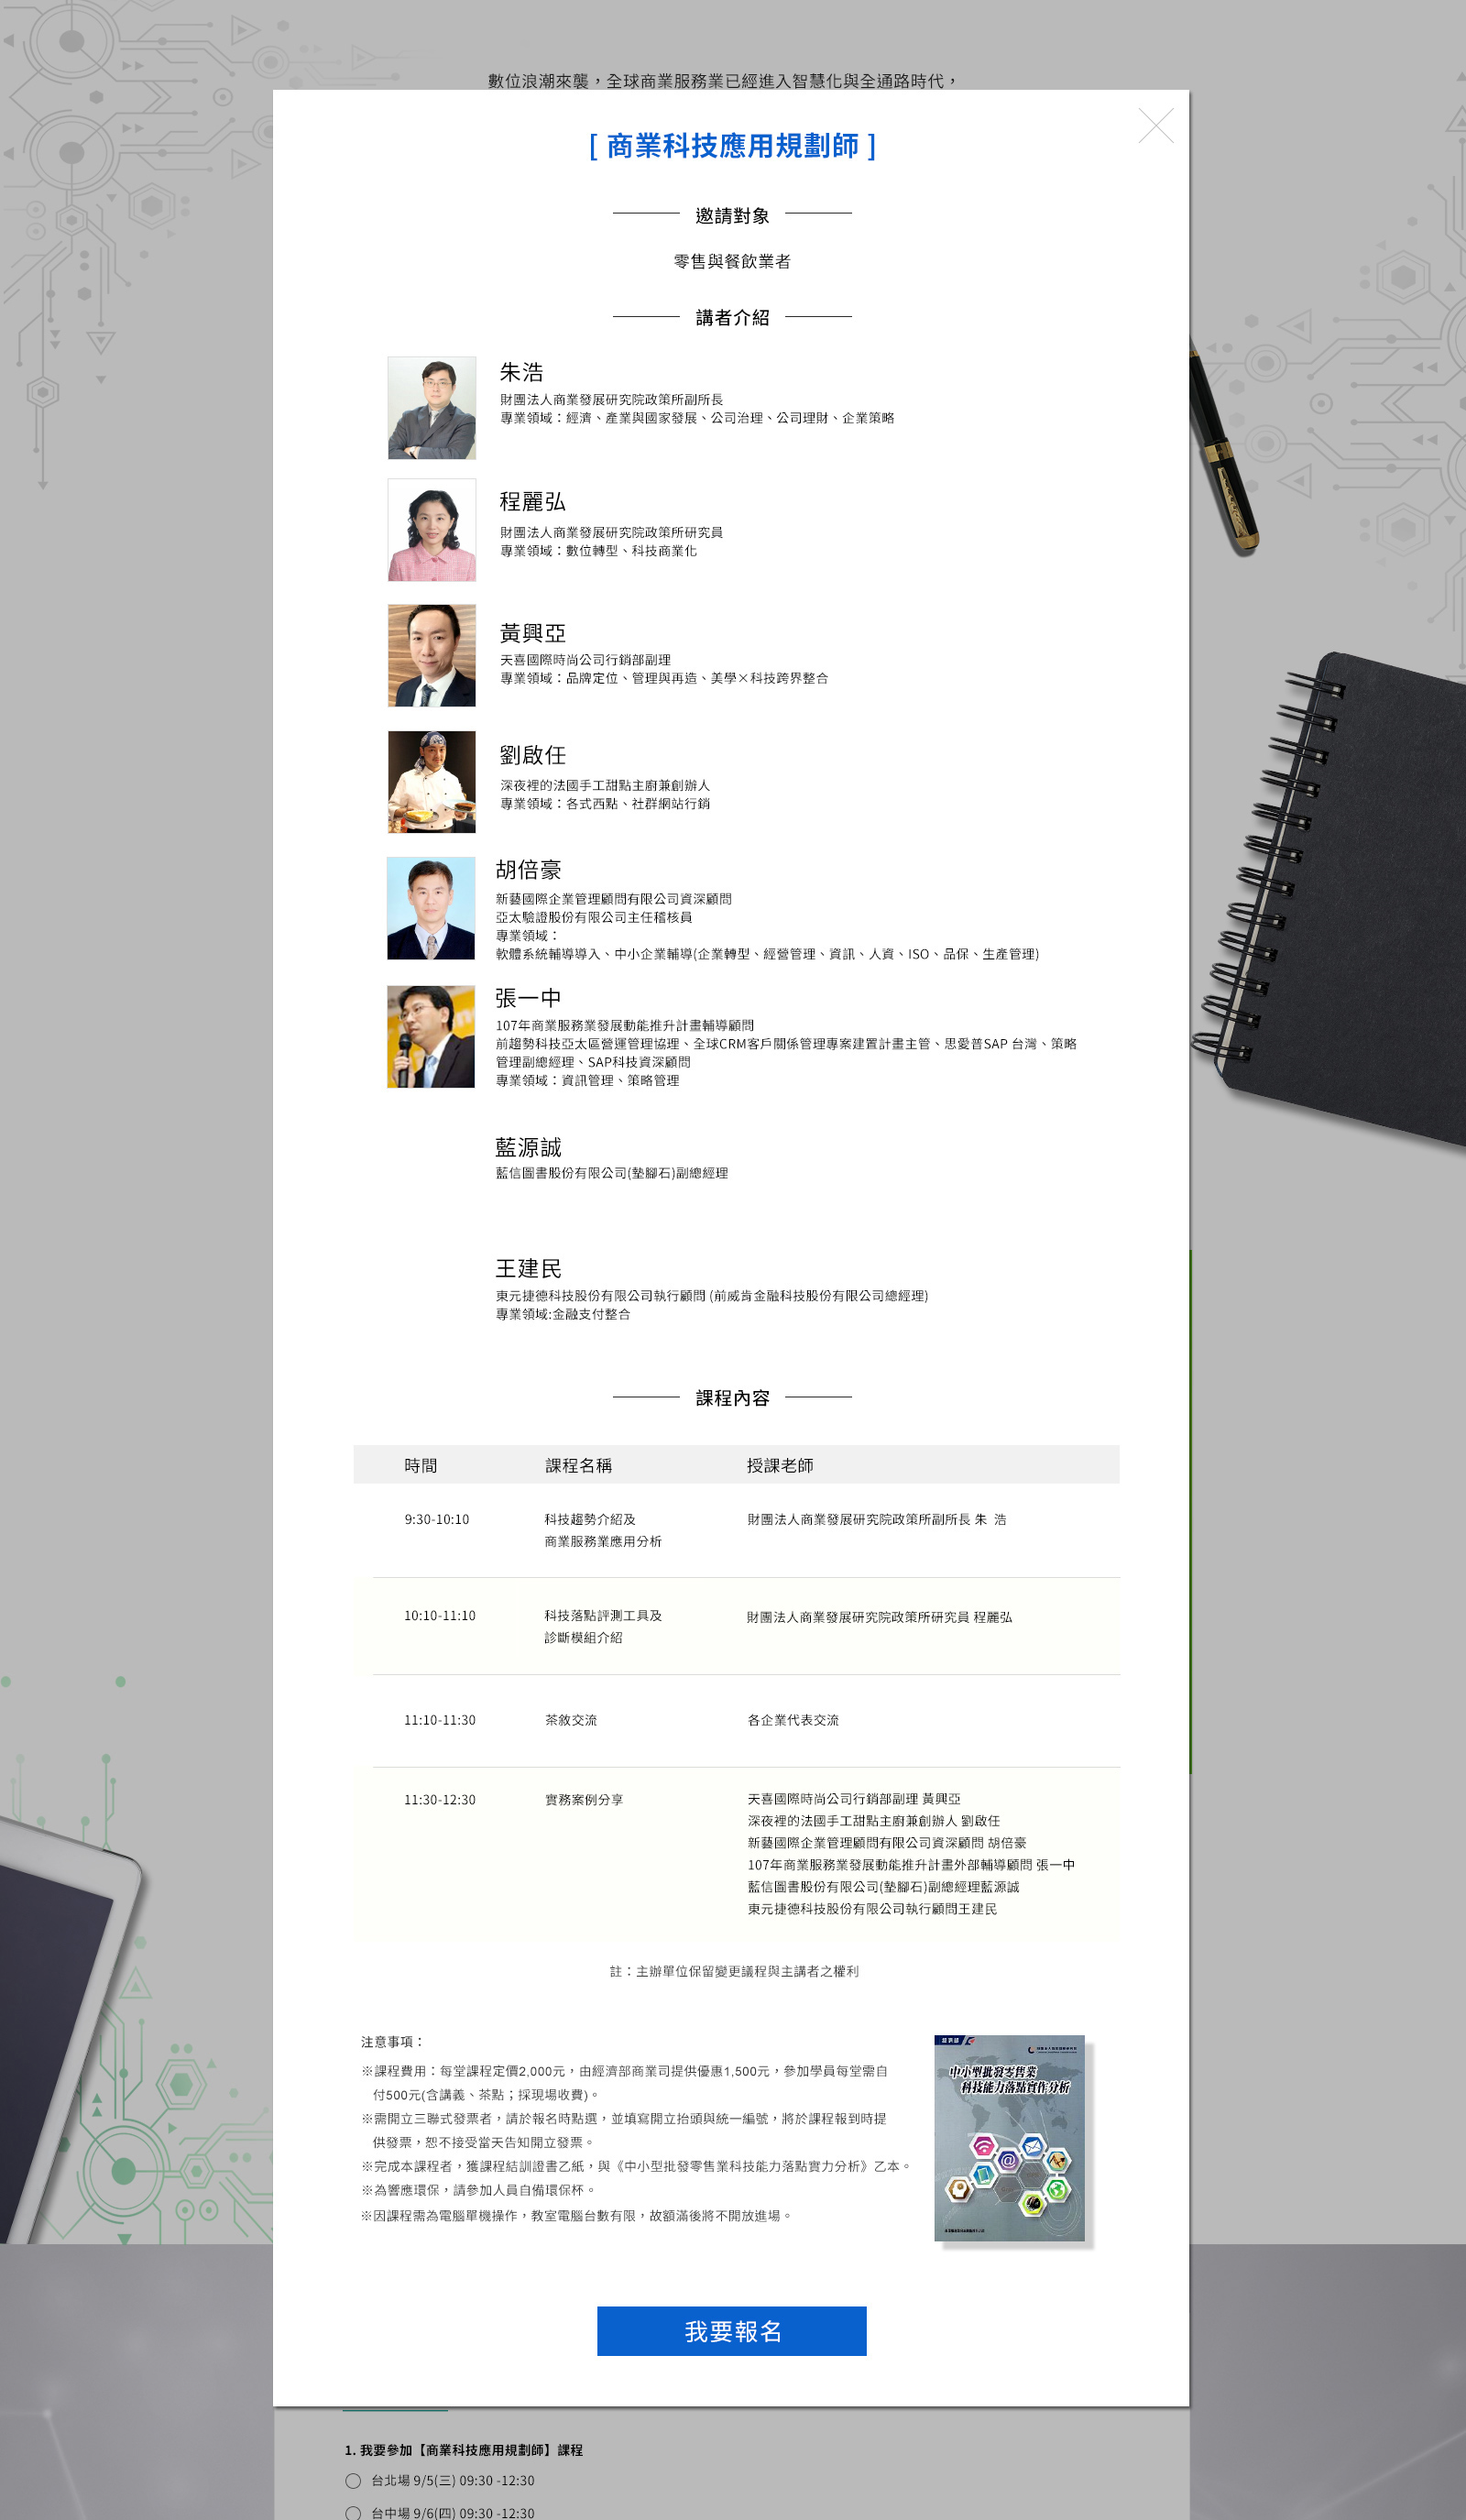 數位浪潮來襲，全球商業服務業已經進入智慧化與全通路時代，
[ 商業科技應用規劃師 ]
邀請對象
零售與餐飲業者
講者介紹
朱浩
財團法人商業發展研究院政策所副所長
專業領域：經濟、產業與國家發展、公司治理、公司理財、企業策略
程麗弘
財團法人商業發展研究院政策所研究員
專業領域：數位轉型、科技商業化
黃興亞
天喜國際時尚公司行銷部副理
專業領域：品牌定位、管理與再造、美學×科技跨界整合
劉啟任
深夜裡的法國手工甜點主廚兼創辦人
專業領域：各式西點、社群網站行銷
胡倍豪
新藝國際企業管理顧問有限公司資深顧問
亞太驗證股份有限公司主任稽核員
專業領域：
軟體系統輔導導入、中小企業輔導(企業轉型、經營管理、資訊、人資、ISO、品保、生產管理)
張一中
107年商業服務業發展動能推升計畫輔導顧問
前趨勢科技亞太區營運管理協理、全球CRM客戶關係管理專案建置計畫主管、思愛普SAP 台灣、策略
管理副總經理、SAP科技資深顧問
專業領域：資訊管理、策略管理
藍源誠
藍信圖書股份有限公司(墊腳石)副總經理
王建民
東元捷德科技股份有限公司執行顧問 (前威肯金融科技股份有限公司總經理)
專業領域:金融支付整合
課程內容
時間 課程名稱 授課老師
9:30-10:10 科技趨勢介紹及 財團法人商業發展研究院政策所副所長 朱 浩
商業服務業應用分析
10:10-11:10 科技落點評測工具及 財團法人商業發展研究院政策所研究員 程麗弘
診斷模組介紹
11:10-11:30 茶敘交流 各企業代表交流
11:30-12:30 實務案例分享 天喜國際時尚公司行銷部副理 黃興亞
深夜裡的法國手工甜點主廚兼創辦人 劉啟任
新藝國際企業管理顧問有限公司資深顧問 胡倍豪
107年商業服務業發展動能推升計畫外部輔導顧問 張一中
藍信圖書股份有限公司(墊腳石)副總經理藍源誠
東元捷德科技股份有限公司執行顧問王建民
註：主辦單位保留變更議程與主講者之權利
注意事項：
※課程費用：每堂課程定價2,000元，由經濟部商業司提供優惠1,500元，參加學員每堂需自
付500元(含講義、茶點；採現場收費)。
※需開立三聯式發票者，請於報名時點選，並填寫開立抬頭與統一編號，將於課程報到時提
供發票，恕不接受當天告知開立發票。
※完成本課程者，獲課程結訓證書乙紙，與《中小型批發零售業科技能力落點實力分析》乙本。
※為響應環保，請參加人員自備環保杯。
※因課程需為電腦單機操作，教室電腦台數有限，故額滿後將不開放進場。
中小型批發零售業
科技能力落點實作分析
我要報名
1. 我要參加【商業科技應用規劃師】課程
台北場 9/5(三) 09:30 -12:30
台中場 9/6(四) 09:30 -12:30